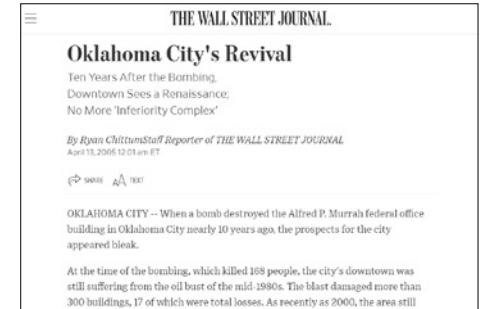 THE WALL STREET JOURNAL.
Oklahoma City's Revival
Ten Years After the Bombing,
Downtown Sees a Renaissance;
No More 'Inferiority Complex'
By Ryan ChittumStaff Reporter of THE WALL STREET JOURNAL
April 13, 2005 12:01 am ET
SHARE AA TEXT
OKLAHOMA CITY -- When a bomb destroyed the Alfred P. Murrah federal office
building in Oklahoma City nearly 10 years ago, the prospects for the city
appeared bleak.
At the time of the bombing, which killed 168 people, the city's downtown was
still suffering from the oil bust of the mid-1980s. The blast damaged more than
300 buildings, 17 of which were total losses. As recently as 2000, the area still